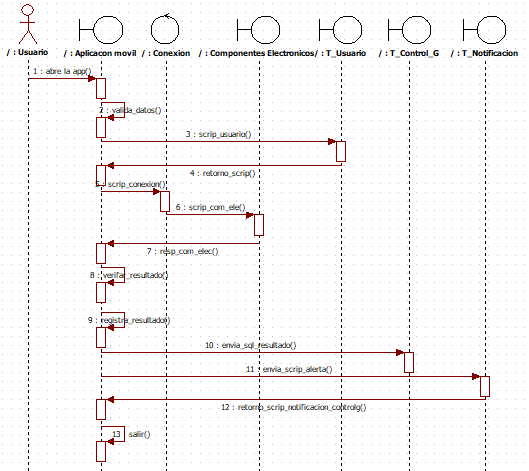 / : Usuario / : Aplicacon movil / : Conexion / : Componentes Electronicos / : T_Usuario / : T_Control_G / : T_Notificacion
1 : abre la app()
2 : valida_datos()
3 : scrip_usuario()
4 : retorno_scrip()
5 : scrip_conexion()
6 : scrip_com_ele()
7 : resp_com_elec()
8 : verifar_resultado()
9 : registra_resultado()
10 : envia_sql_resultado()
11 : envia_scrip_alerta()
12 : retorno_scrip_notificacion_controlg()
13 : salir()